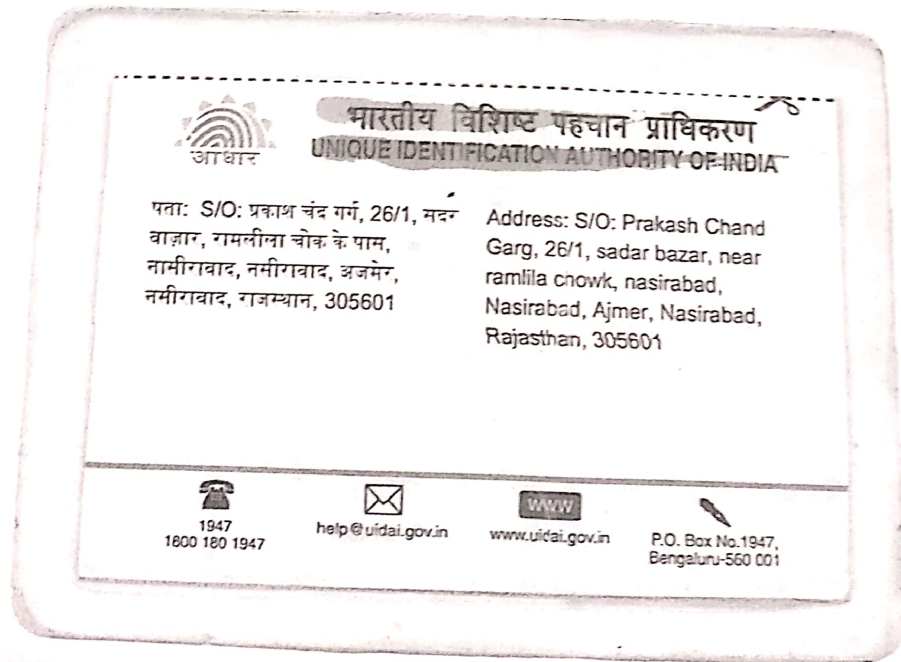 भारतीय विशिष्ट पहचान प्राधिकरण
UNIQUE IDENTIFICATION AUTHORITY OF INDIA
आधार
पता: S/O: प्रकाश चंद गर्ग, 26/1, सदर
बाज़ार, रामलीला चोक के पास,
नासीराबाद, नसीराबाद, अजमेर,
नसीराबाद, राजस्थान, 305601
Address: S/O: Prakash Chand
Garg, 26/1, sadar bazar, near
ramlila chowk, nasirabad,
Nasirabad, Ajmer, Nasirabad,
Rajasthan, 305601
1947
1800 180 1947
help@uidai.gov.in
www
www.uidai.gov.in
P.O. Box No.1947,
Bengaluru-560 001